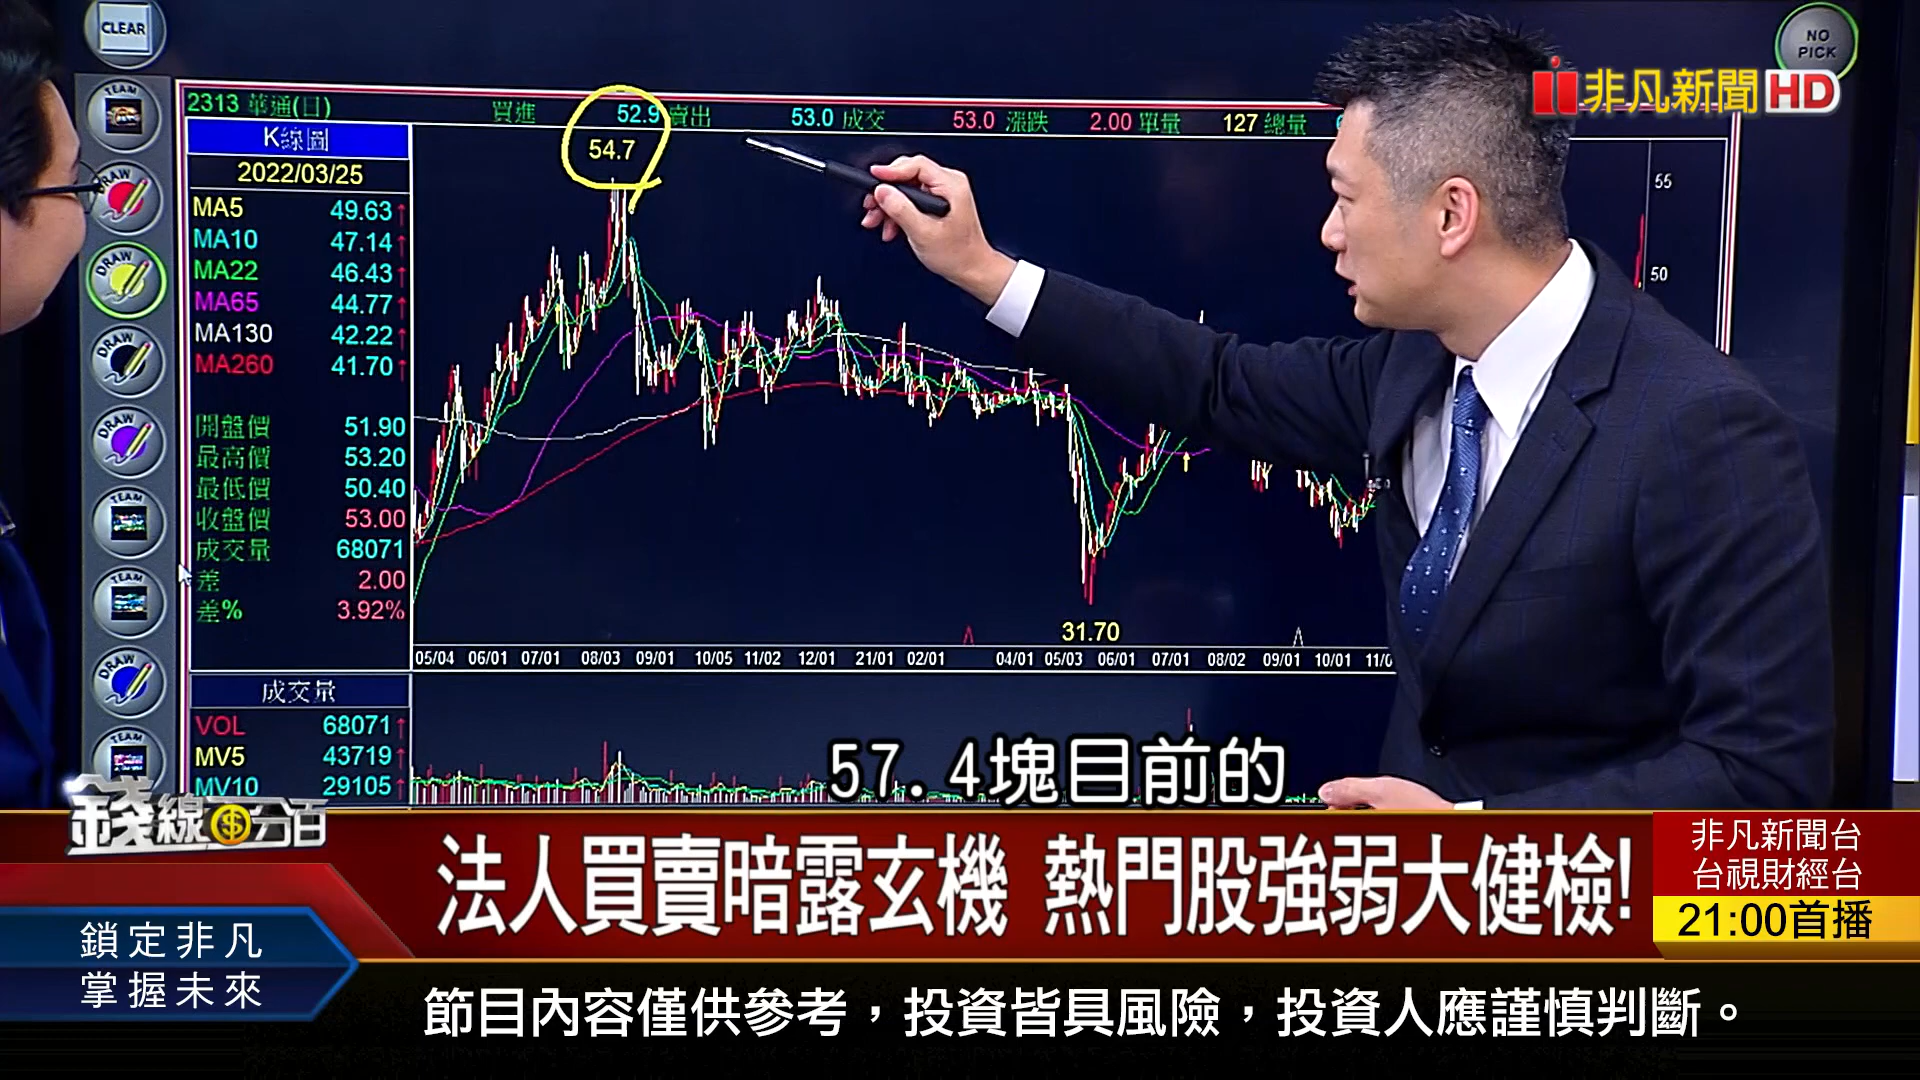 CLEAR
NO
PICK
非凡新聞HD
TEAM
DRAW
DRAW
DRAW
DRAW
TEAM
TEAM
DRAW
TEAM
2313 華通(日) 買進 52.9 賣出 53.0 成交 53.0 漲跌 2.00 單量 127 總量
K線圖
2022/03/25
MA5 49.63↑
MA10 47.14↑
MA22 46.43↑
MA65 44.77↑
MA130 42.22↑
MA260 41.70↑
開盤價 51.90
最高價 53.20
最低價 50.40
收盤價 53.00
成交量 68071
差 2.00
差% 3.92%
54.7
55
50
31.70
05/04 06/01 07/01 08/03 09/01 10/05 11/02 12/01 21/01 02/01 04/01 05/03 06/01 07/01 08/02 09/01 10/01 11/0
成交量
VOL 68071↑
MV5 43719↑
MV10 29105↑
57.4塊目前的
錢線百分百
法人買賣暗露玄機 熱門股強弱大健檢!
非凡新聞台
台視財經台
21:00首播
鎖定非凡
掌握未來
節目內容僅供參考,投資皆具風險,投資人應謹慎判斷。